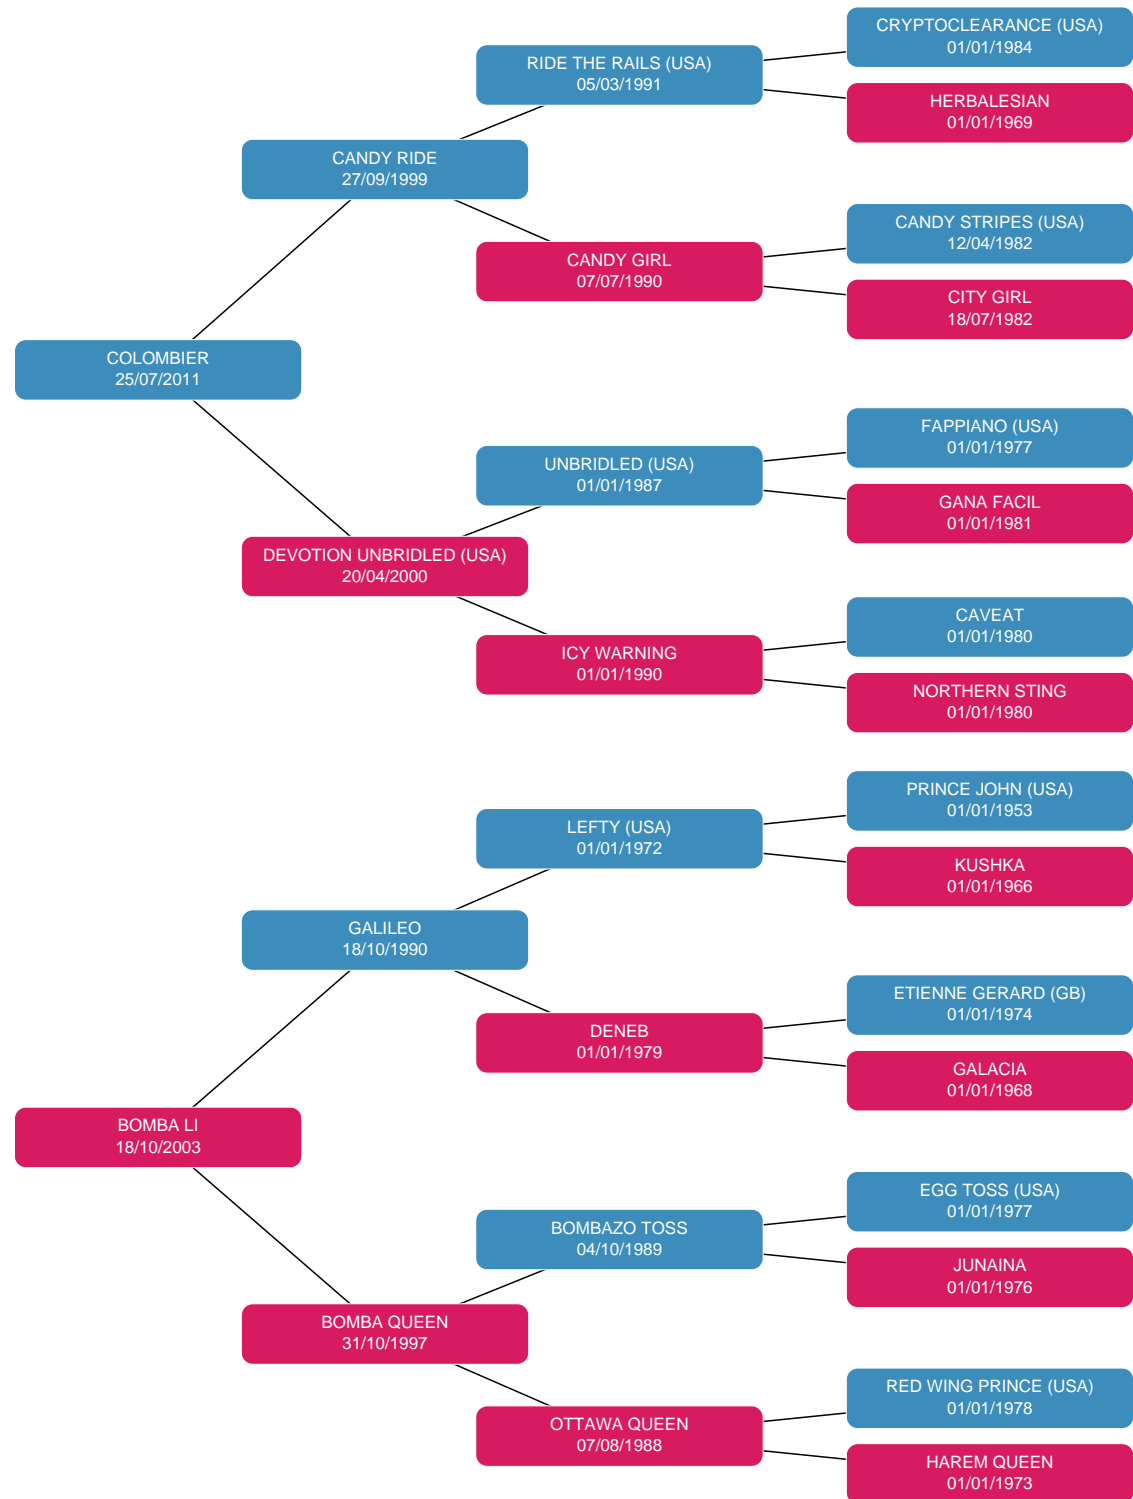 CRYPTOCLEARANCE (USA)
01/01/1984
RIDE THE RAILS (USA)
05/03/1991
HERBALESIAN
01/01/1969
CANDY RIDE
27/09/1999
CANDY STRIPES (USA)
12/04/1982
CANDY GIRL
07/07/1990
CITY GIRL
18/07/1982
COLOMBIER
25/07/2011
FAPPIANO (USA)
01/01/1977
UNBRIDLED (USA)
01/01/1987
GANA FACIL
01/01/1981
DEVOTION UNBRIDLED (USA)
20/04/2000
CAVEAT
01/01/1980
ICY WARNING
01/01/1990
NORTHERN STING
01/01/1980
PRINCE JOHN (USA)
01/01/1953
LEFTY (USA)
01/01/1972
KUSHKA
01/01/1966
GALILEO
18/10/1990
ETIENNE GERARD (GB)
01/01/1974
DENEB
01/01/1979
GALACIA
01/01/1968
BOMBA LI
18/10/2003
EGG TOSS (USA)
01/01/1977
BOMBAZO TOSS
04/10/1989
JUNAINA
01/01/1976
BOMBA QUEEN
31/10/1997
RED WING PRINCE (USA)
01/01/1978
OTTAWA QUEEN
07/08/1988
HAREM QUEEN
01/01/1973